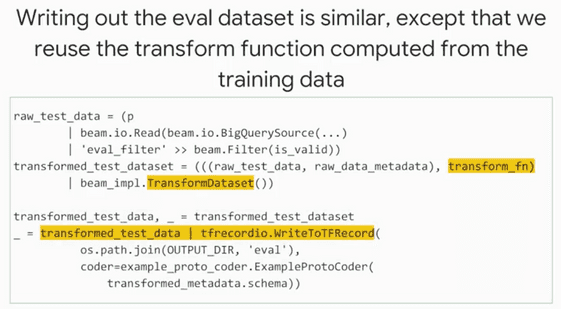 Writing out the eval dataset is similar, except that we
reuse the transform function computed from the
training data
raw_test_data = (p
| beam.io.Read(beam.io.BigQuerySource(...)
| 'eval_filter' >> beam.Filter(is_valid))
transformed_test_dataset = (((raw_test_data, raw_data_metadata), transform_fn)
| beam_impl.TransformDataset())
transformed_test_data, _ = transformed_test_dataset
_ = transformed_test_data | tfrecordio.WriteToTFRecord(
os.path.join(OUTPUT_DIR, 'eval'),
coder=example_proto_coder.ExampleProtoCoder(
transformed_metadata.schema))